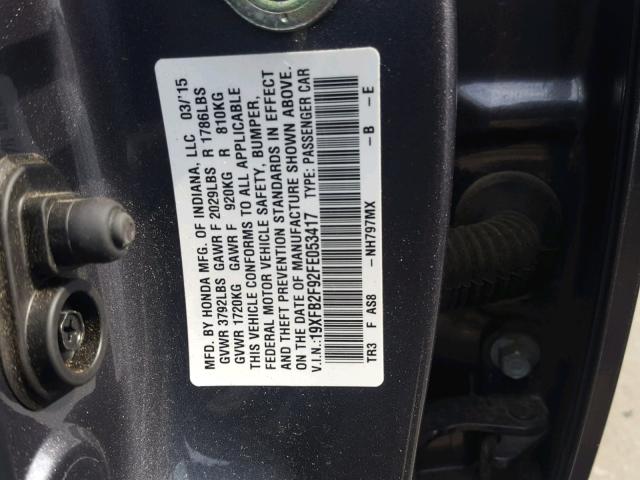 MFD. BY HONDA MFG. OF INDIANA, LLC 03/'15
GVWR 3792LBS GAWR F 2029LBS R 1786LBS
GVWR 1720KG GAWR F 920KG R 810KG
THIS VEHICLE CONFORMS TO ALL APPLICABLE
FEDERAL MOTOR VEHICLE SAFETY, BUMPER,
AND THEFT PREVENTION STANDARDS IN EFFECT
ON THE DATE OF MANUFACTURE SHOWN ABOVE.
V.I.N.:19XFB2F92FE053417 TYPE: PASSENGER CAR
TR3 F AS8 -NH797MX -B -E